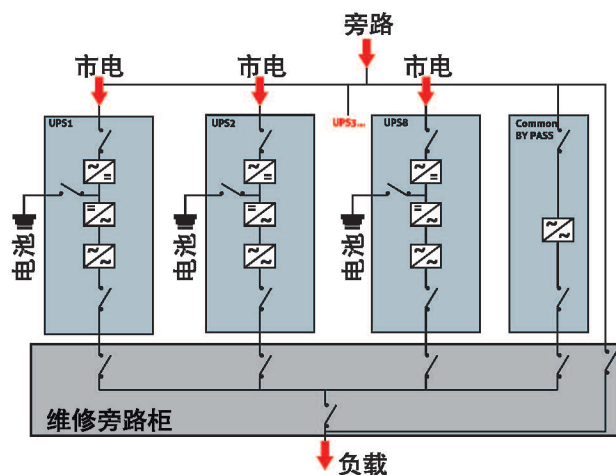 旁路
市电
市电
市电
UPS1
UPS2
UPS3...
UPS8
Common
BY PASS
电池
电池
电池
维修旁路柜
负载